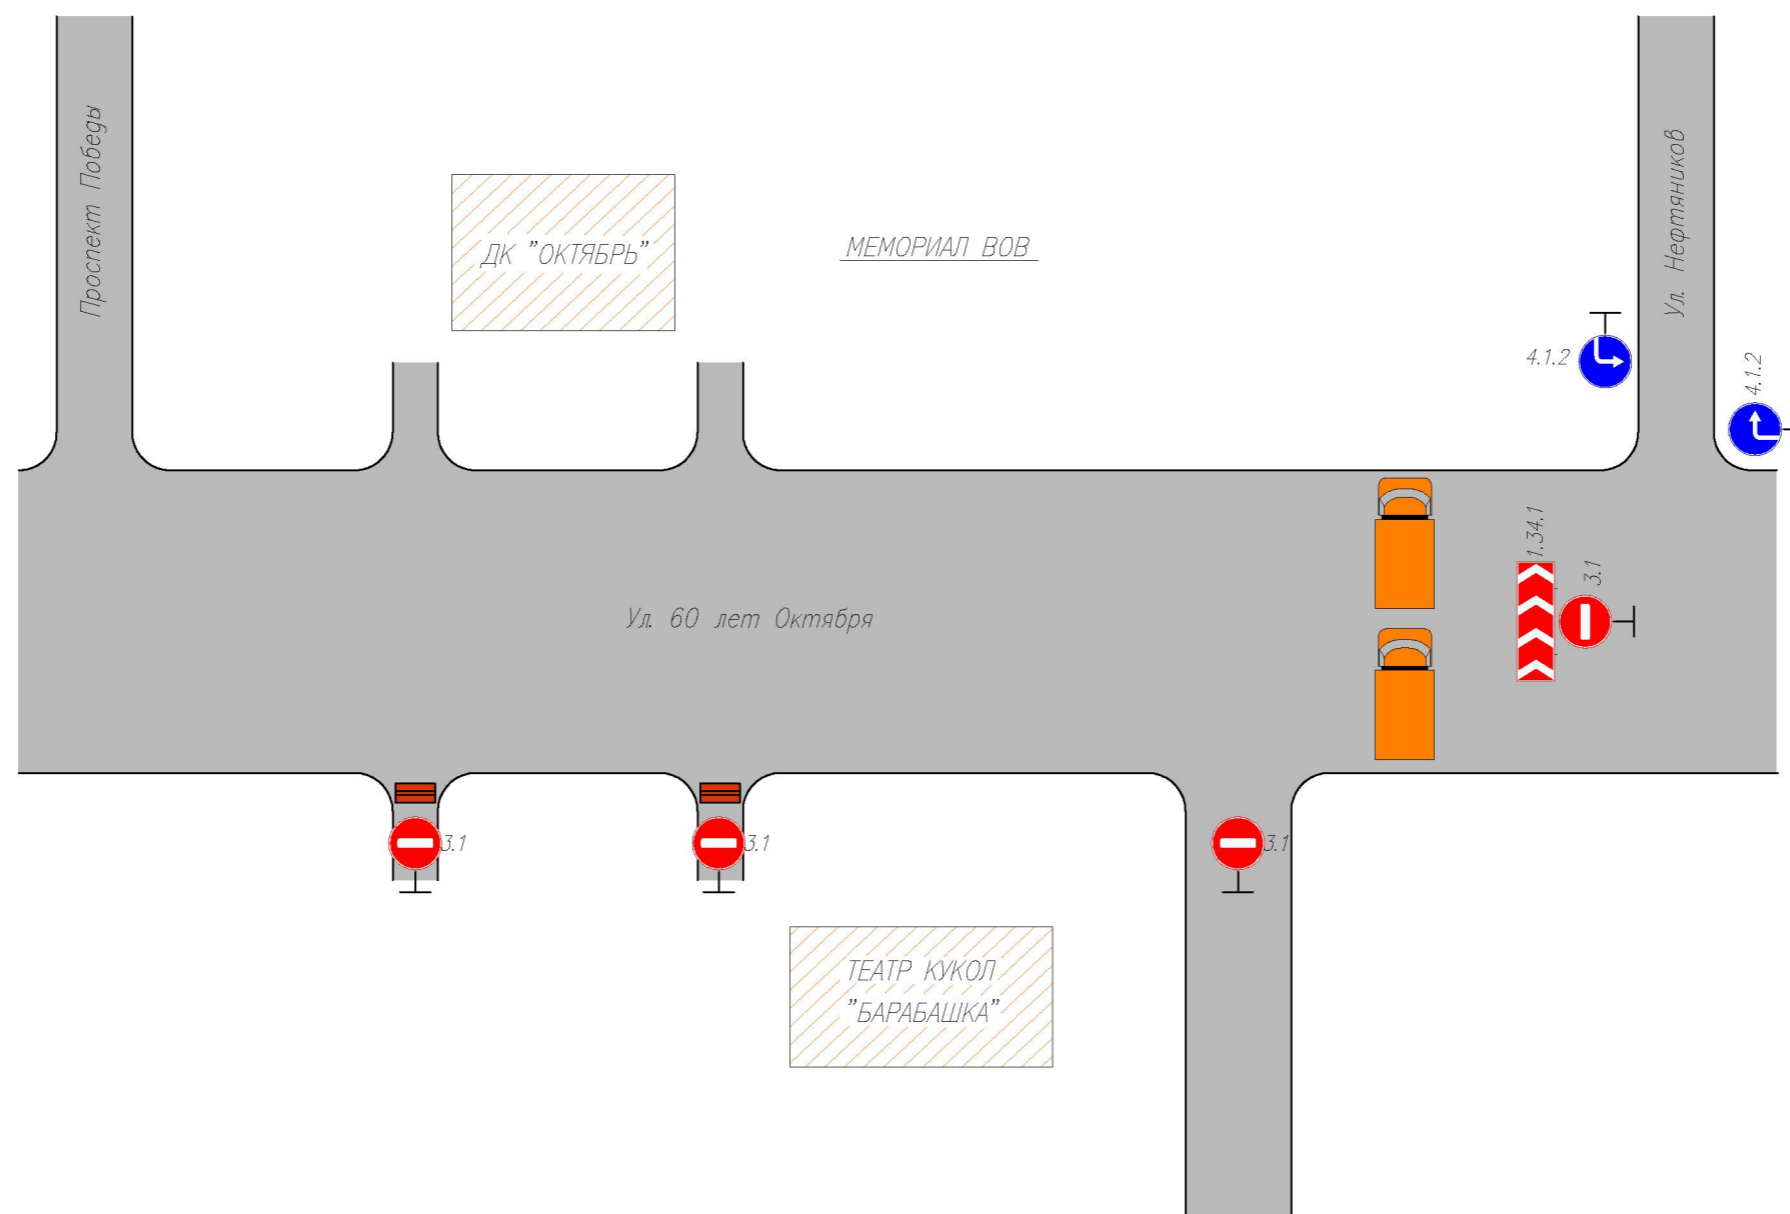 Проспект Победы
ДК "ОКТЯБРЬ"
МЕМОРИАЛ ВОВ
Ул. Нефтяников
4.1.2
4.1.2
1.34.1
3.1
Ул. 60 лет Октября
3.1
3.1
3.1
ТЕАТР КУКОЛ
"БАРАБАШКА"